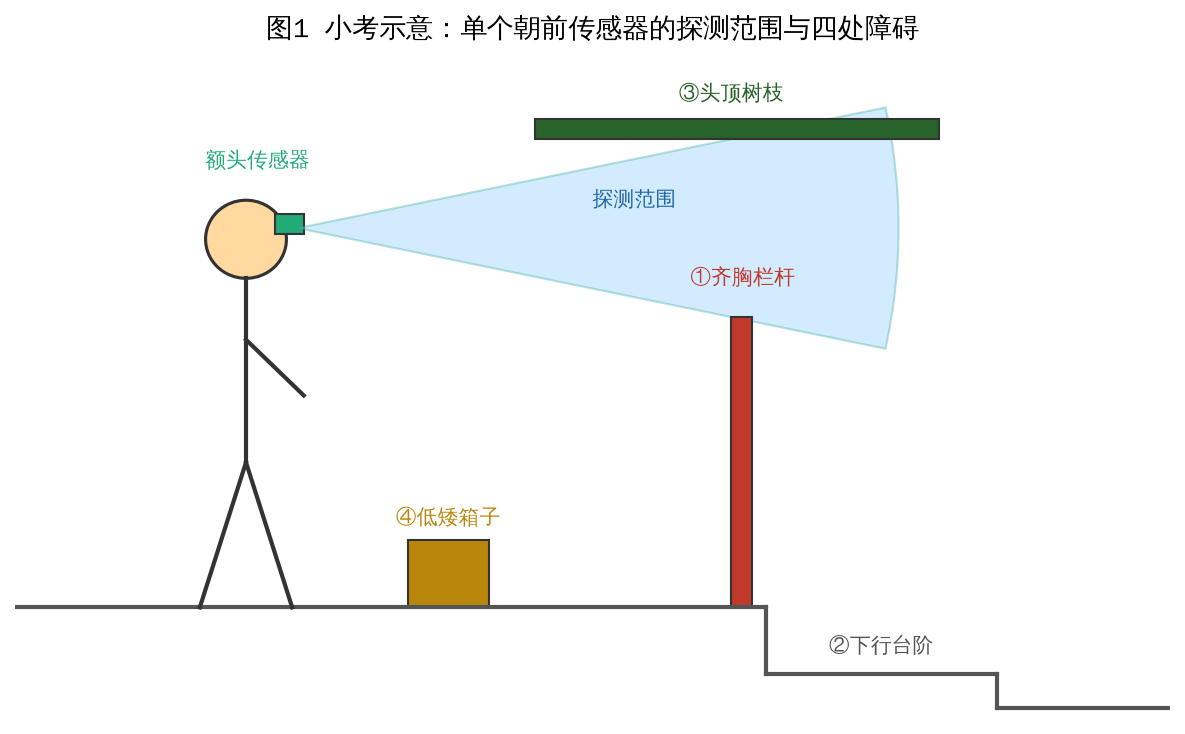 图1 小考示意：单个朝前传感器的探测范围与四处障碍
③头顶树枝
额头传感器
探测范围
①齐胸栏杆
④低矮箱子
②下行台阶